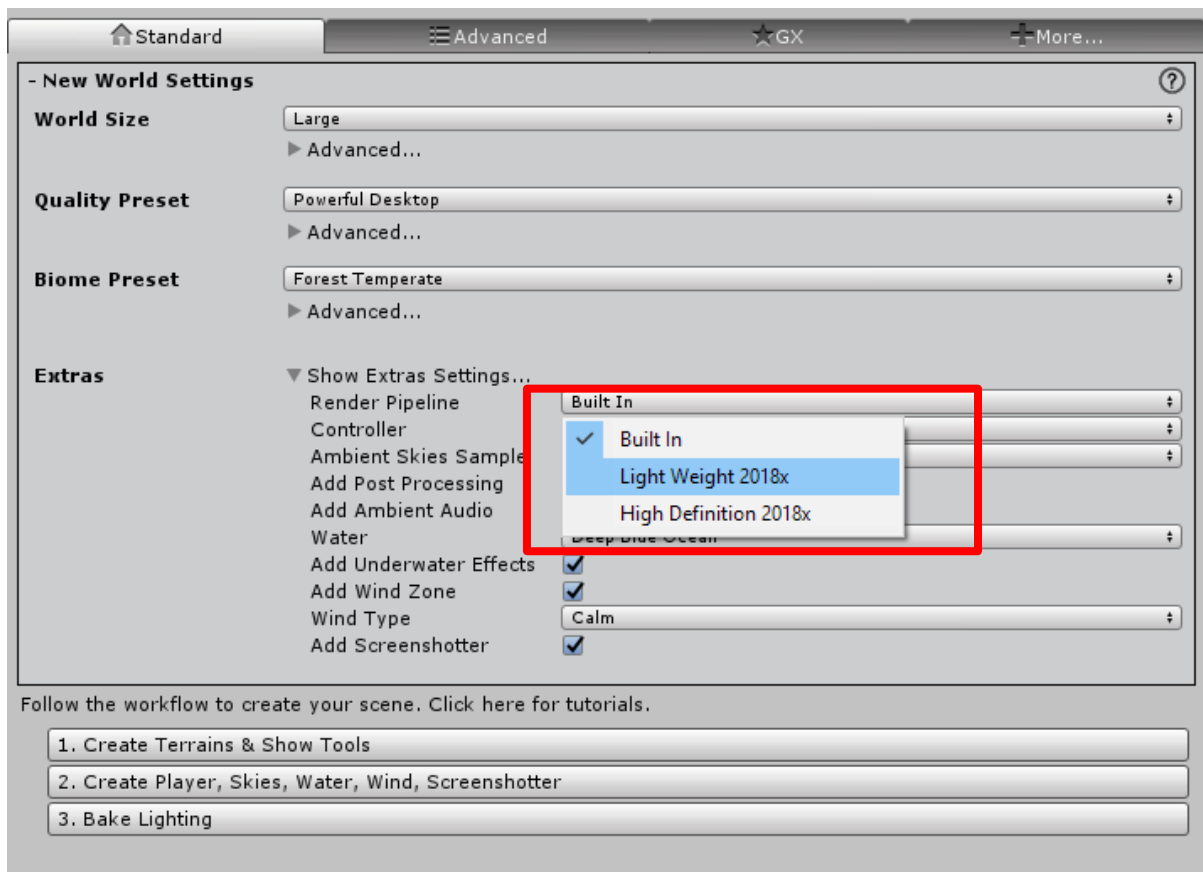 Standard Advanced GX More...
- New World Settings ?
World Size Large
Advanced...
Quality Preset Powerful Desktop
Advanced...
Biome Preset Forest Temperate
Advanced...
Extras Show Extras Settings...
Render Pipeline Built In
Controller
Built In
Ambient Skies Sample
Light Weight 2018x
Add Post Processing
Add Ambient Audio High Definition 2018x
Water Deep Blue Ocean
Add Underwater Effects
Add Wind Zone
Wind Type Calm
Add Screenshotter
Follow the workflow to create your scene. Click here for tutorials.
1. Create Terrains & Show Tools
2. Create Player, Skies, Water, Wind, Screenshotter
3. Bake Lighting